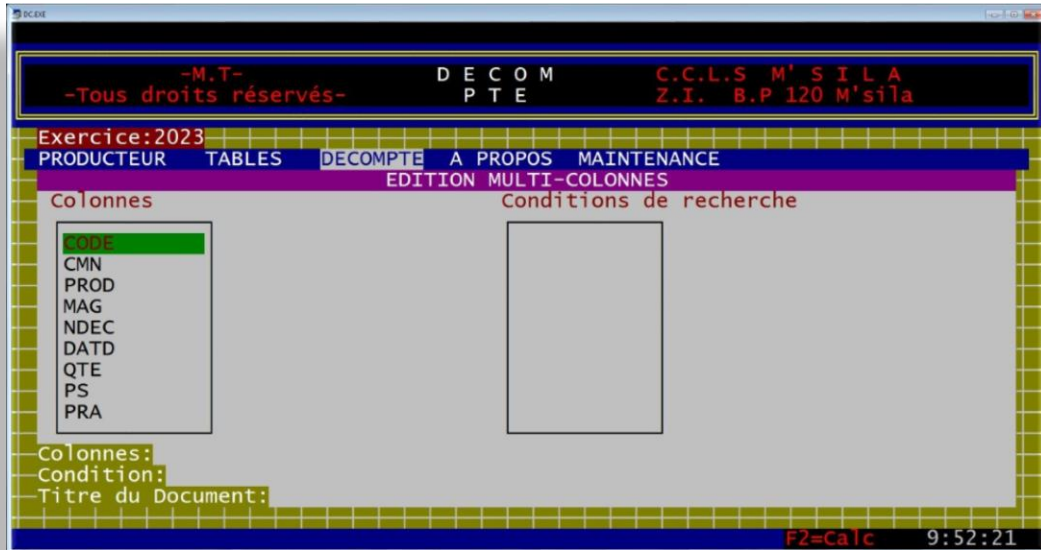 DC.EXE
-M.T- D E C O M C.C.L.S M' S I L A
-Tous droits réservés- P T E Z.I. B.P 120 M'sila
Exercice:2023
PRODUCTEUR TABLES DECOMPTE A PROPOS MAINTENANCE
EDITION MULTI-COLONNES
Colonnes Conditions de recherche
CODE
CMN
PROD
MAG
NDEC
DATD
QTE
PS
PRA
Colonnes:
Condition:
Titre du Document:
F2=Calc 9:52:21